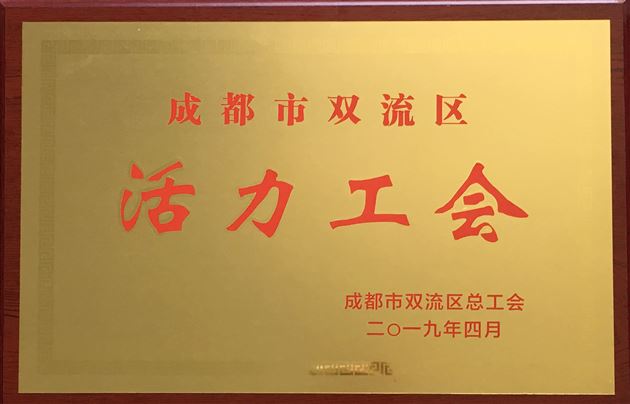 成都市双流区
活力工会
成都市双流区总工会
二〇一九年四月